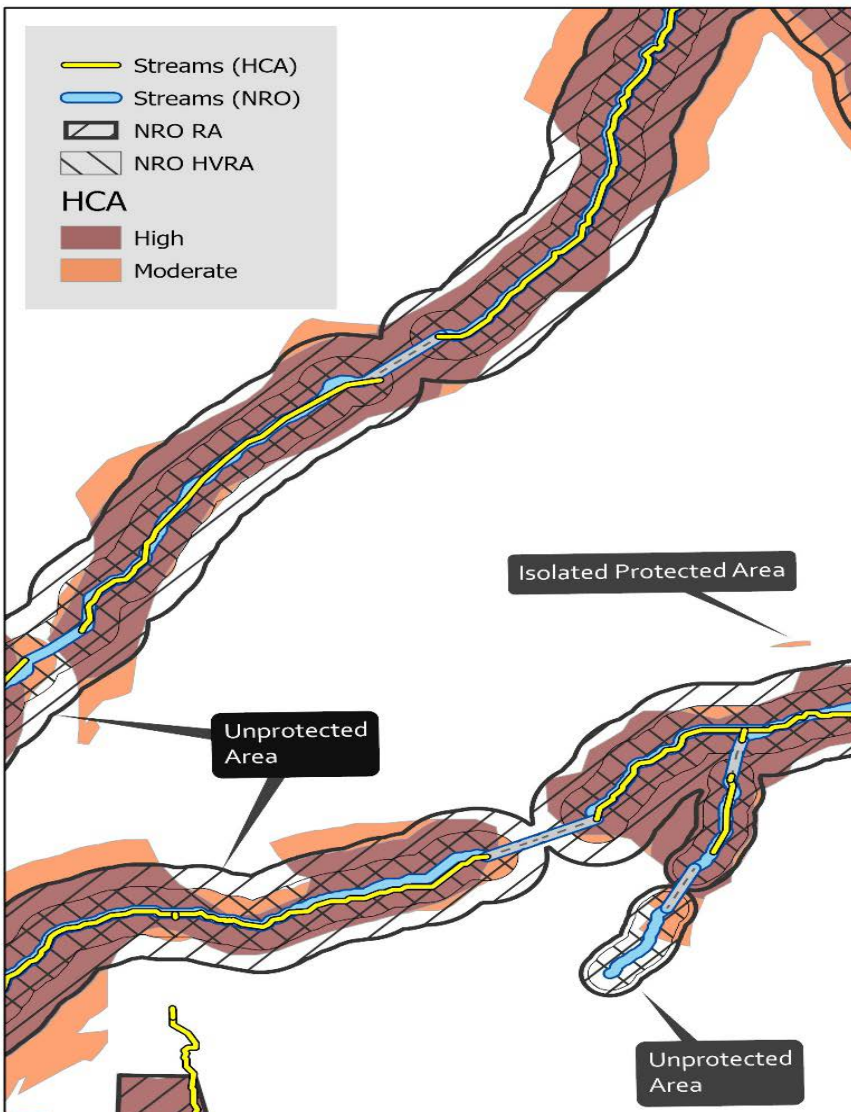 Streams (HCA)
Streams (NRO)
NRO RA
NRO HVRA
HCA
High
Moderate
Isolated Protected Area
Unprotected
Area
Unprotected
Area